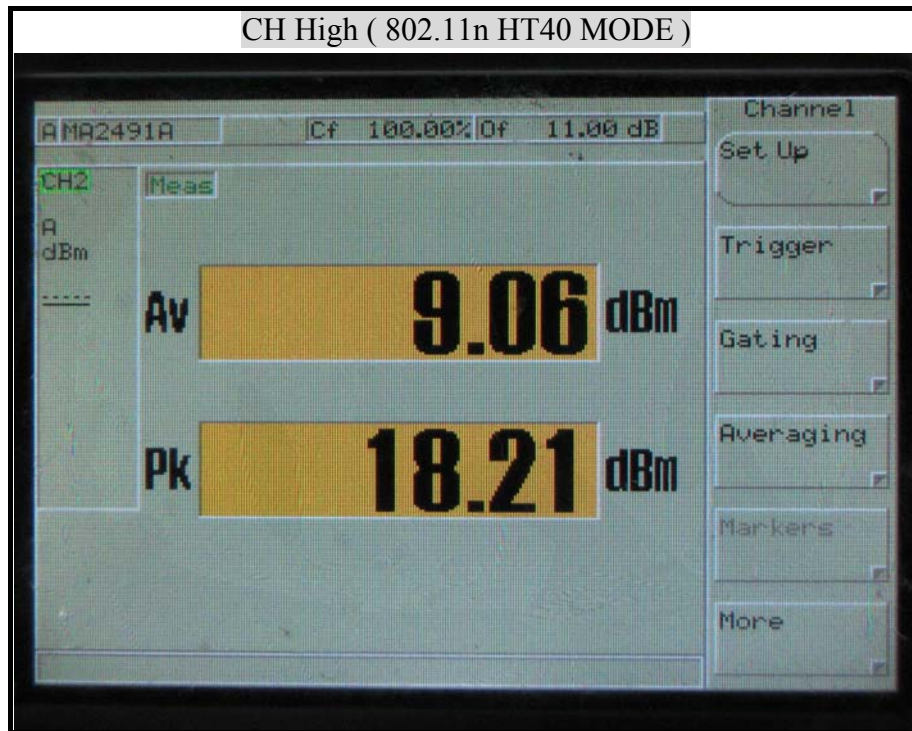 CH High ( 802.11n HT40 MODE )
A MA2491A Cf 100.00% Of 11.00 dB
CH2
A
dBm
-----
Meas
Av 9.06 dBm
Pk 18.21 dBm
Channel
Set Up
Trigger
Gating
Averaging
Markers
More